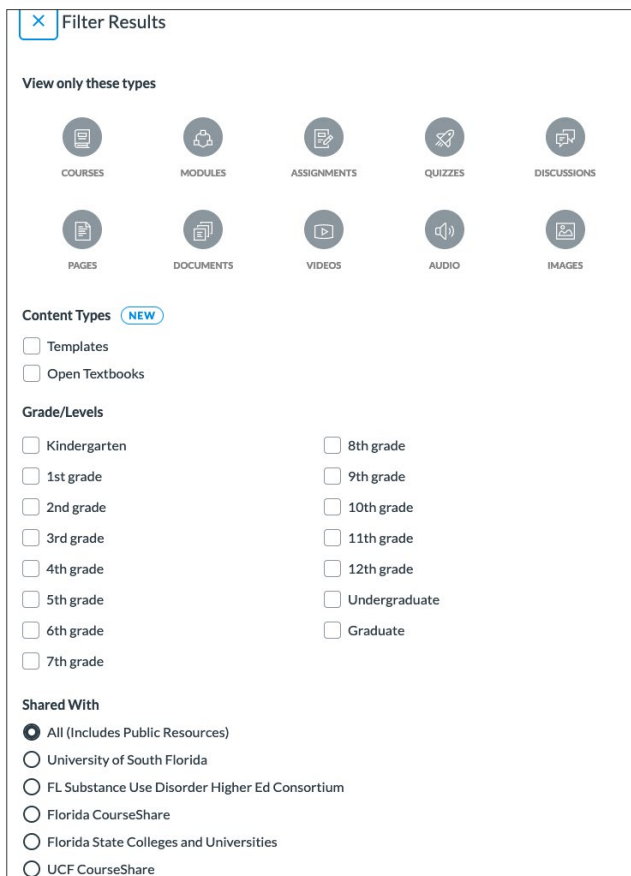 Filter Results
View only these types
COURSES MODULES ASSIGNMENTS QUIZZES DISCUSSIONS
PAGES DOCUMENTS VIDEOS AUDIO IMAGES
Content Types NEW
Templates
Open Textbooks
Grade/Levels
Kindergarten
1st grade
2nd grade
3rd grade
4th grade
5th grade
6th grade
7th grade
8th grade
9th grade
10th grade
11th grade
12th grade
Undergraduate
Graduate
Shared With
All (Includes Public Resources)
University of South Florida
FL Substance Use Disorder Higher Ed Consortium
Florida CourseShare
Florida State Colleges and Universities
UCF CourseShare